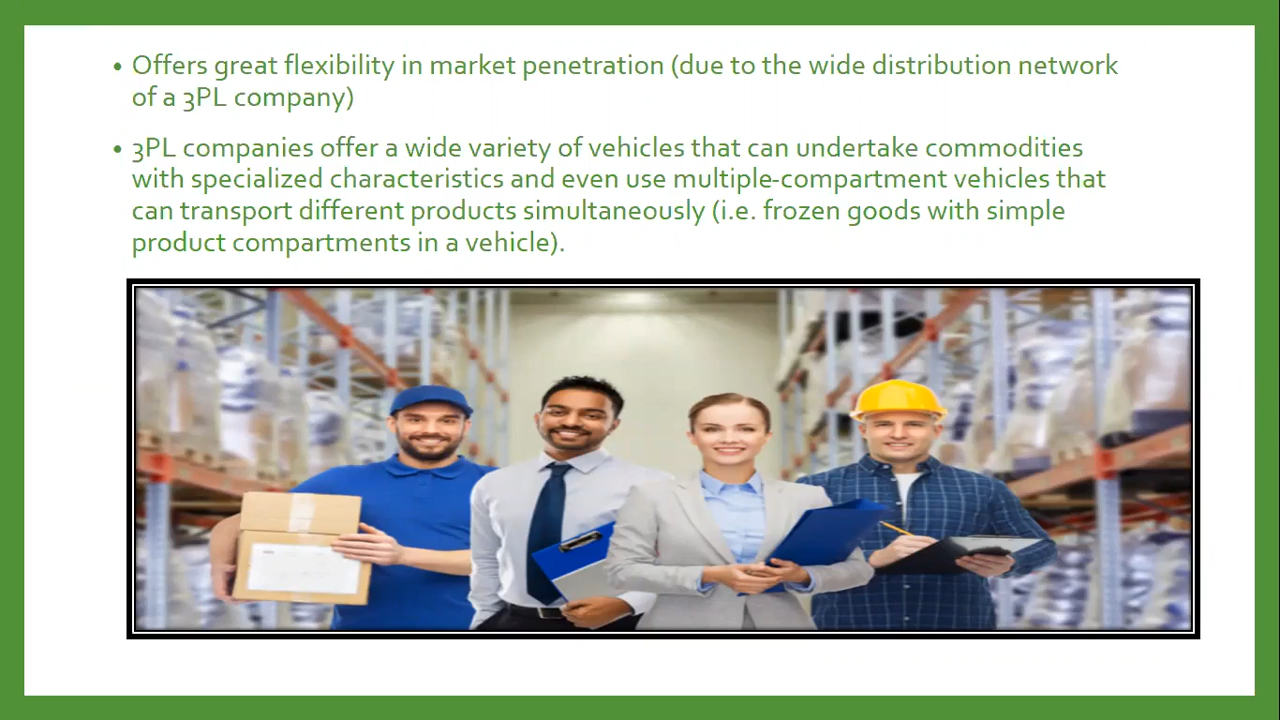 • Offers great flexibility in market penetration (due to the wide distribution network
of a 3PL company)
• 3PL companies offer a wide variety of vehicles that can undertake commodities
with specialized characteristics and even use multiple-compartment vehicles that
can transport different products simultaneously (i.e. frozen goods with simple
product compartments in a vehicle).